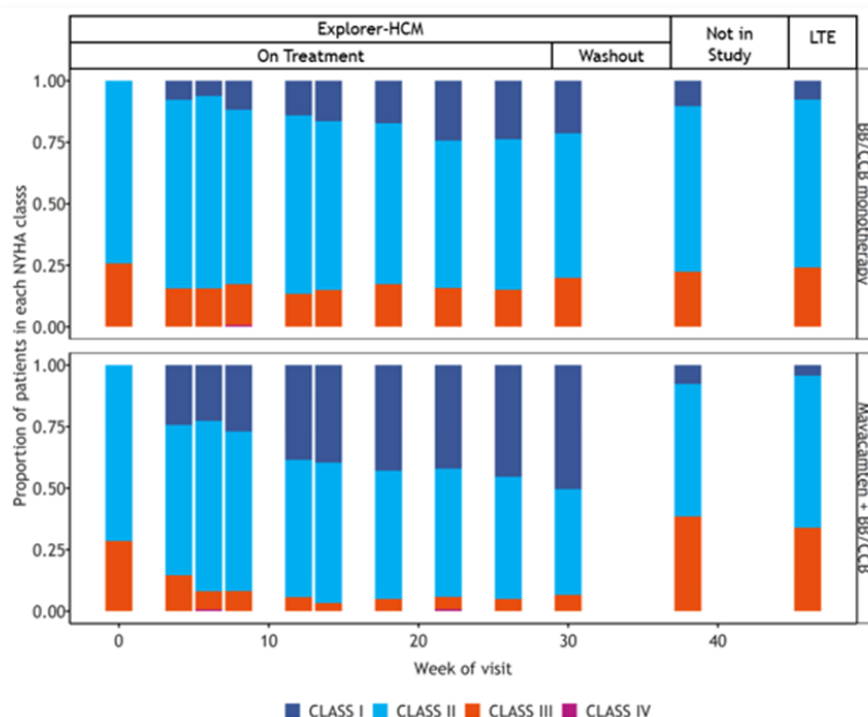 Explorer-HCM
Not in
Study
LTE
On Treatment
Washout
Proportion of patients in each NYHA classs
1.00
0.75
0.50
0.25
0.00
BB/CCB monotherapy
1.00
0.75
0.50
0.25
0.00
Mavacamten + BB/CCB
0
10
20
30
40
Week of visit
CLASS I
CLASS II
CLASS III
CLASS IV